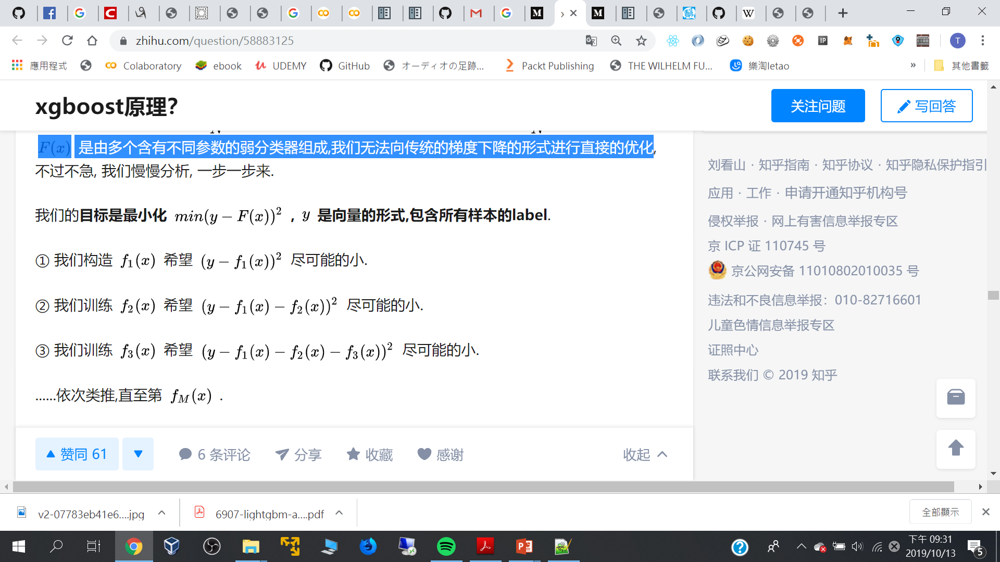 zhihu.com/question/58883125
T
應用程式
Colaboratory
ebook
UDEMY
GitHub
オーディオの足跡...
Packt Publishing
THE WILHELM FU...
樂淘letao
»
其他書籤
xgboost原理?
关注问题
写回答
F(x) 是由多个含有不同参数的弱分类器组成,我们无法向传统的梯度下降的形式进行直接的优化,
不过不急, 我们慢慢分析, 一步一步来.
我们的目标是最小化 min(y − F(x))² , y 是向量的形式,包含所有样本的label.
① 我们构造 f₁(x) 希望 (y − f₁(x))² 尽可能的小.
② 我们训练 f₂(x) 希望 (y − f₁(x) − f₂(x))² 尽可能的小.
③ 我们训练 f₃(x) 希望 (y − f₁(x) − f₂(x) − f₃(x))² 尽可能的小.
......依次类推,直至第 f_M(x) .
赞同 61
6 条评论
分享
收藏
感谢
收起
刘看山 · 知乎指南 · 知乎协议 · 知乎隐私保护指引
应用 · 工作 · 申请开通知乎机构号
侵权举报 · 网上有害信息举报专区
京 ICP 证 110745 号
京公网安备 11010802010035 号
违法和不良信息举报：010-82716601
儿童色情信息举报专区
证照中心
联系我们 © 2019 知乎
v2-07783eb41e6....jpg
6907-lightgbm-a....pdf
全部顯示
下午 09:31
2019/10/13
5